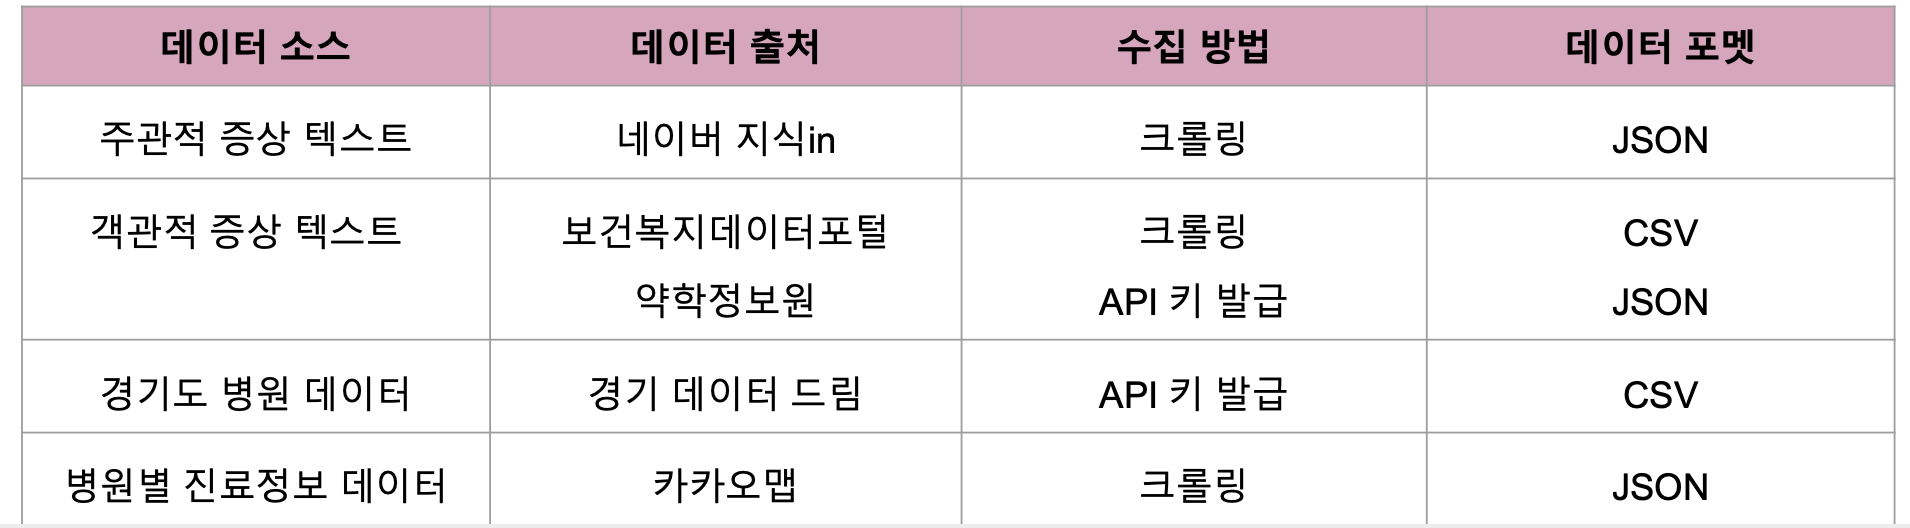 데이터 소스 데이터 출처 수집 방법 데이터 포멧
주관적 증상 텍스트 네이버 지식in 크롤링 JSON
객관적 증상 텍스트 보건복지데이터포털 크롤링 CSV
약학정보원 API 키 발급 JSON
경기도 병원 데이터 경기 데이터 드림 API 키 발급 CSV
병원별 진료정보 데이터 카카오맵 크롤링 JSON